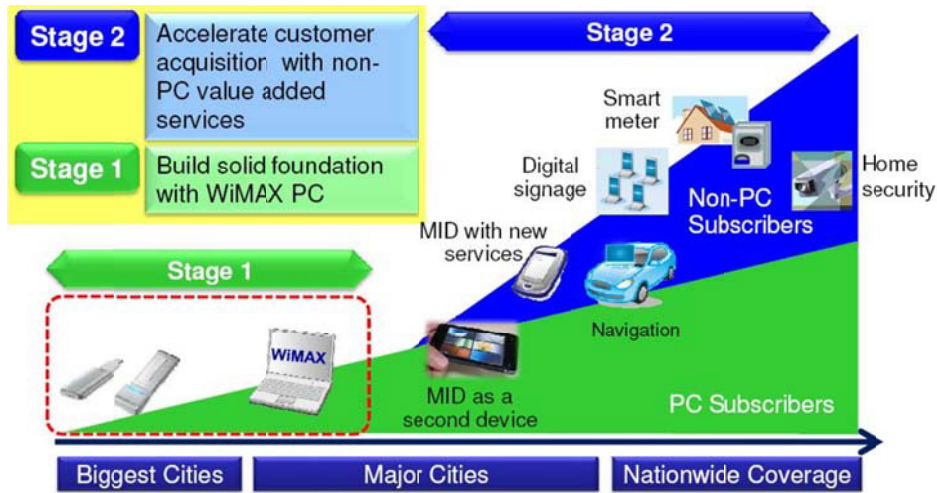 Stage 2
Accelerate customer
acquisition with non-
PC value added
services
Stage 1
Build solid foundation
with WiMAX PC
Stage 2
Smart
meter
Digital
signage
Home
security
Non-PC
Subscribers
MID with new
services
Stage 1
Navigation
WiMAX
MID as a
second device
PC Subscribers
Biggest Cities
Major Cities
Nationwide Coverage